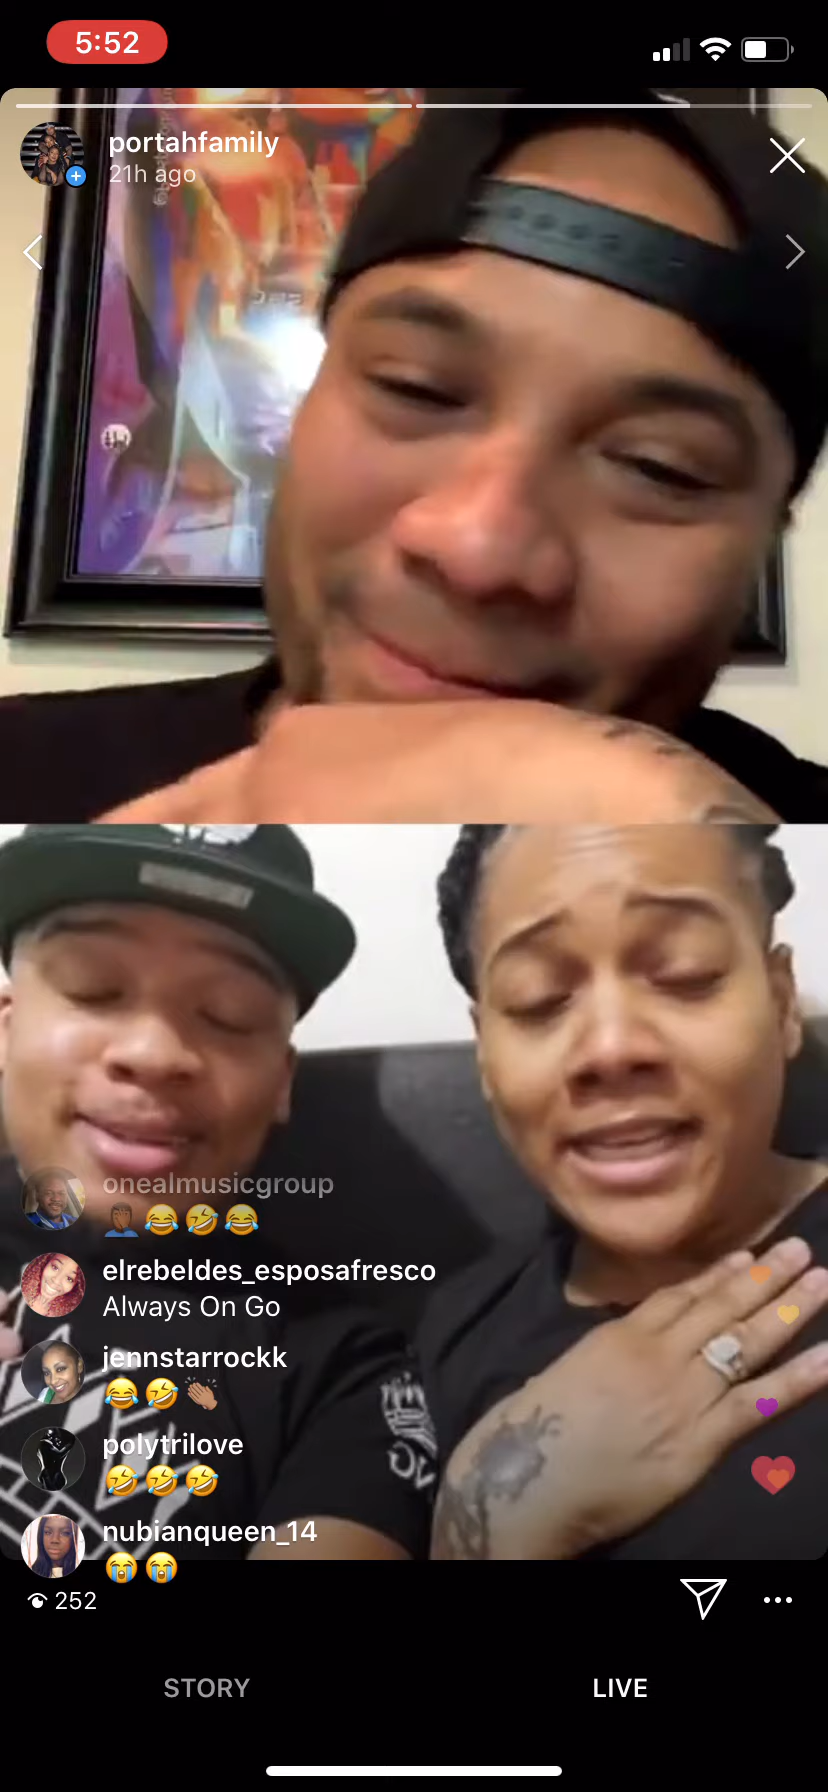 5:52
portahfamily
21h ago
onealmusicgroup
🤦🏾‍♂️😂🤣😂
elrebeldes_esposafresco
Always On Go
jennstarrockk
😂🤣👏🏽
polytrilove
🤣🤣🤣
nubianqueen_14
😭😭
252
STORY
LIVE